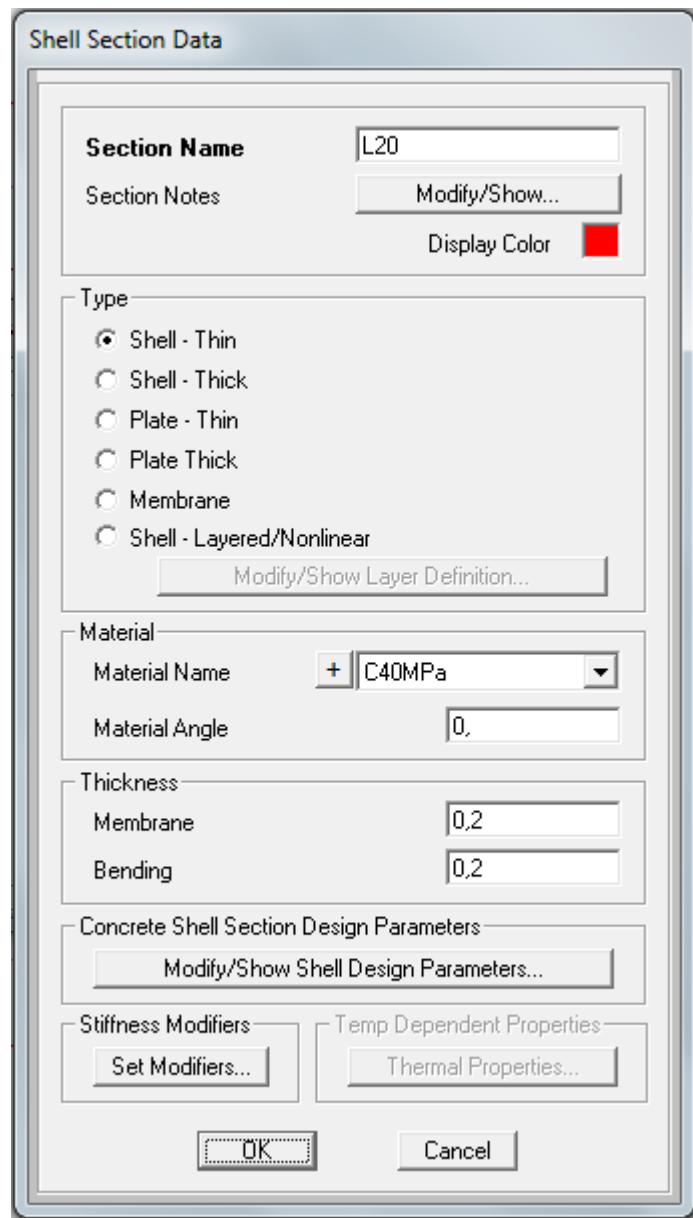 Shell Section Data
Section Name L20
Section Notes Modify/Show...
Display Color
Type
Shell - Thin
Shell - Thick
Plate - Thin
Plate Thick
Membrane
Shell - Layered/Nonlinear
Modify/Show Layer Definition...
Material
Material Name + C40MPa
Material Angle 0,
Thickness
Membrane 0,2
Bending 0,2
Concrete Shell Section Design Parameters
Modify/Show Shell Design Parameters...
Stiffness Modifiers Temp Dependent Properties
Set Modifiers... Thermal Properties...
OK Cancel